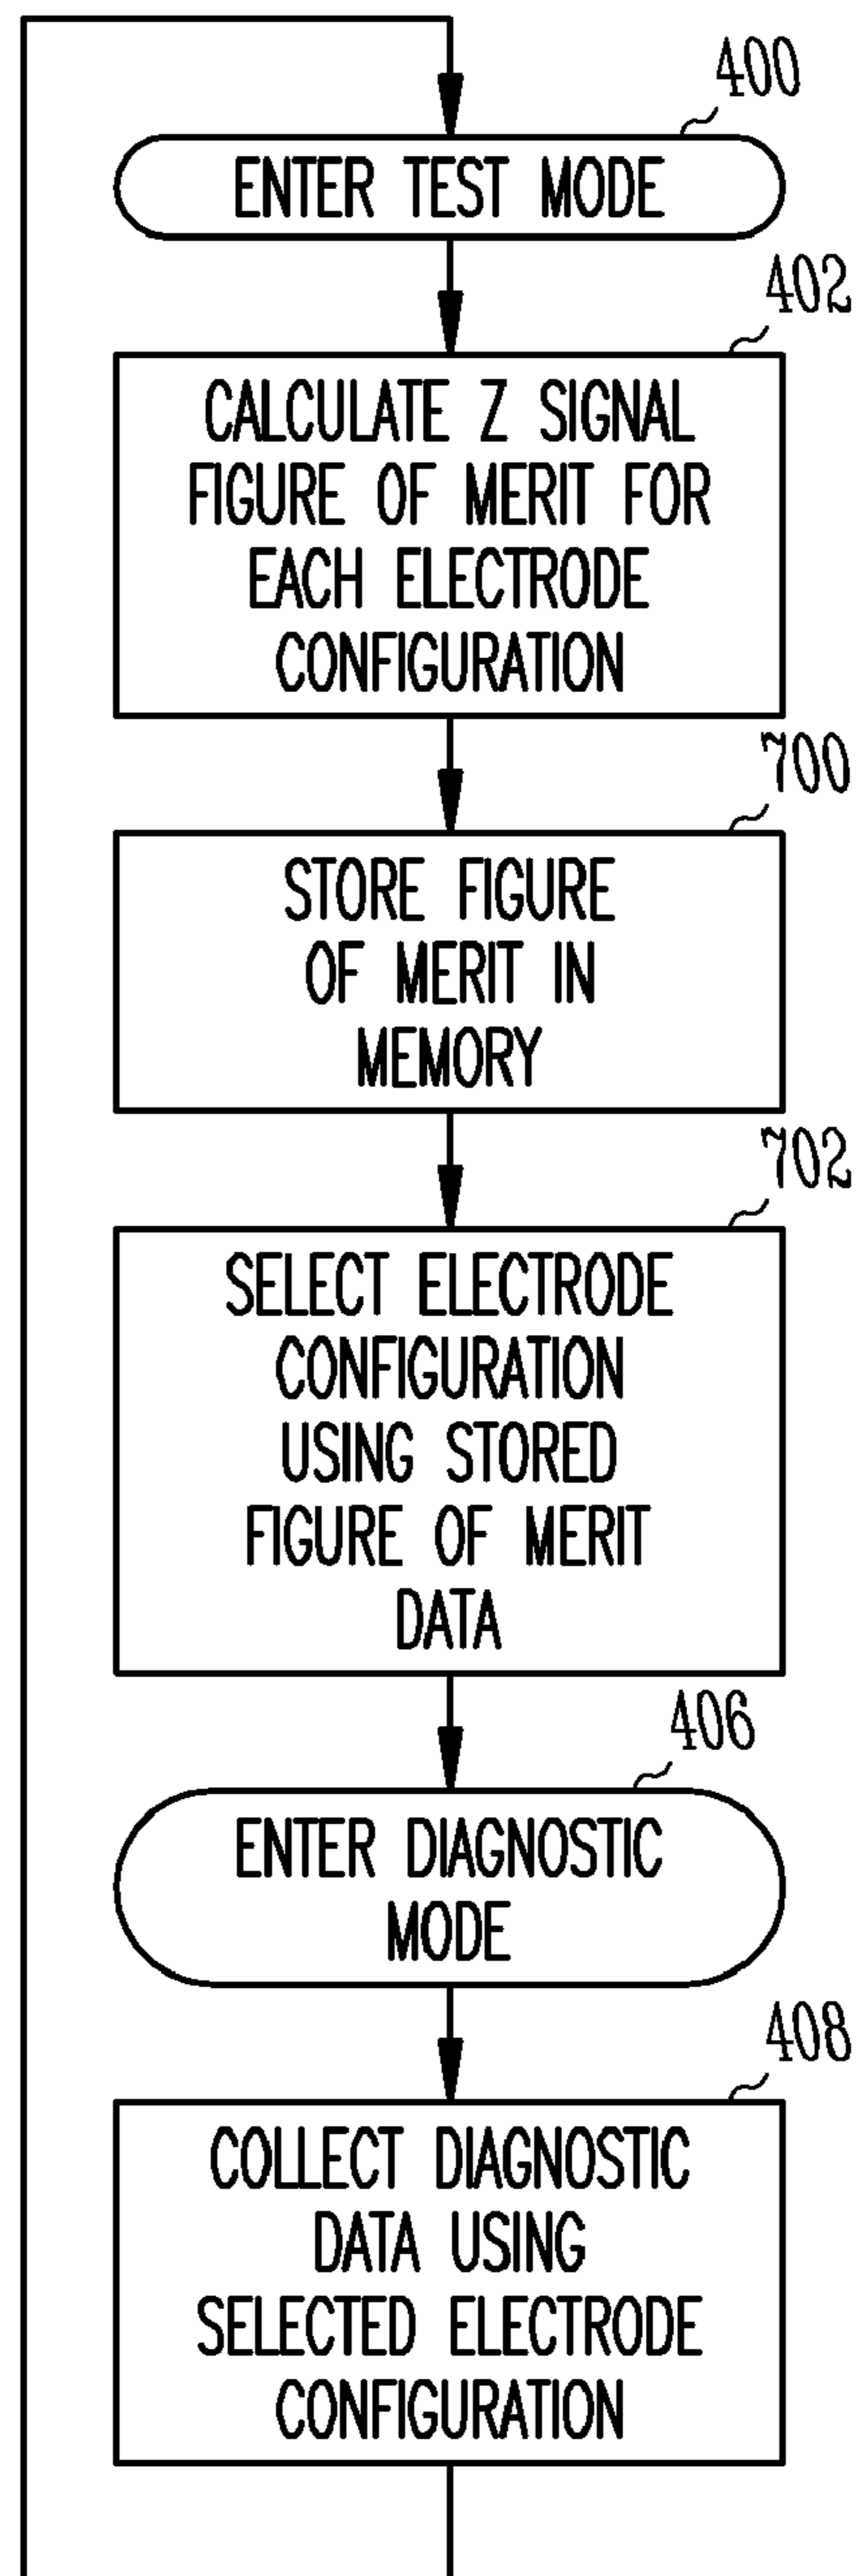 400
ENTER TEST MODE
402
CALCULATE Z SIGNAL
FIGURE OF MERIT FOR
EACH ELECTRODE
CONFIGURATION
700
STORE FIGURE
OF MERIT IN
MEMORY
702
SELECT ELECTRODE
CONFIGURATION
USING STORED
FIGURE OF MERIT
DATA
406
ENTER DIAGNOSTIC
MODE
408
COLLECT DIAGNOSTIC
DATA USING
SELECTED ELECTRODE
CONFIGURATION